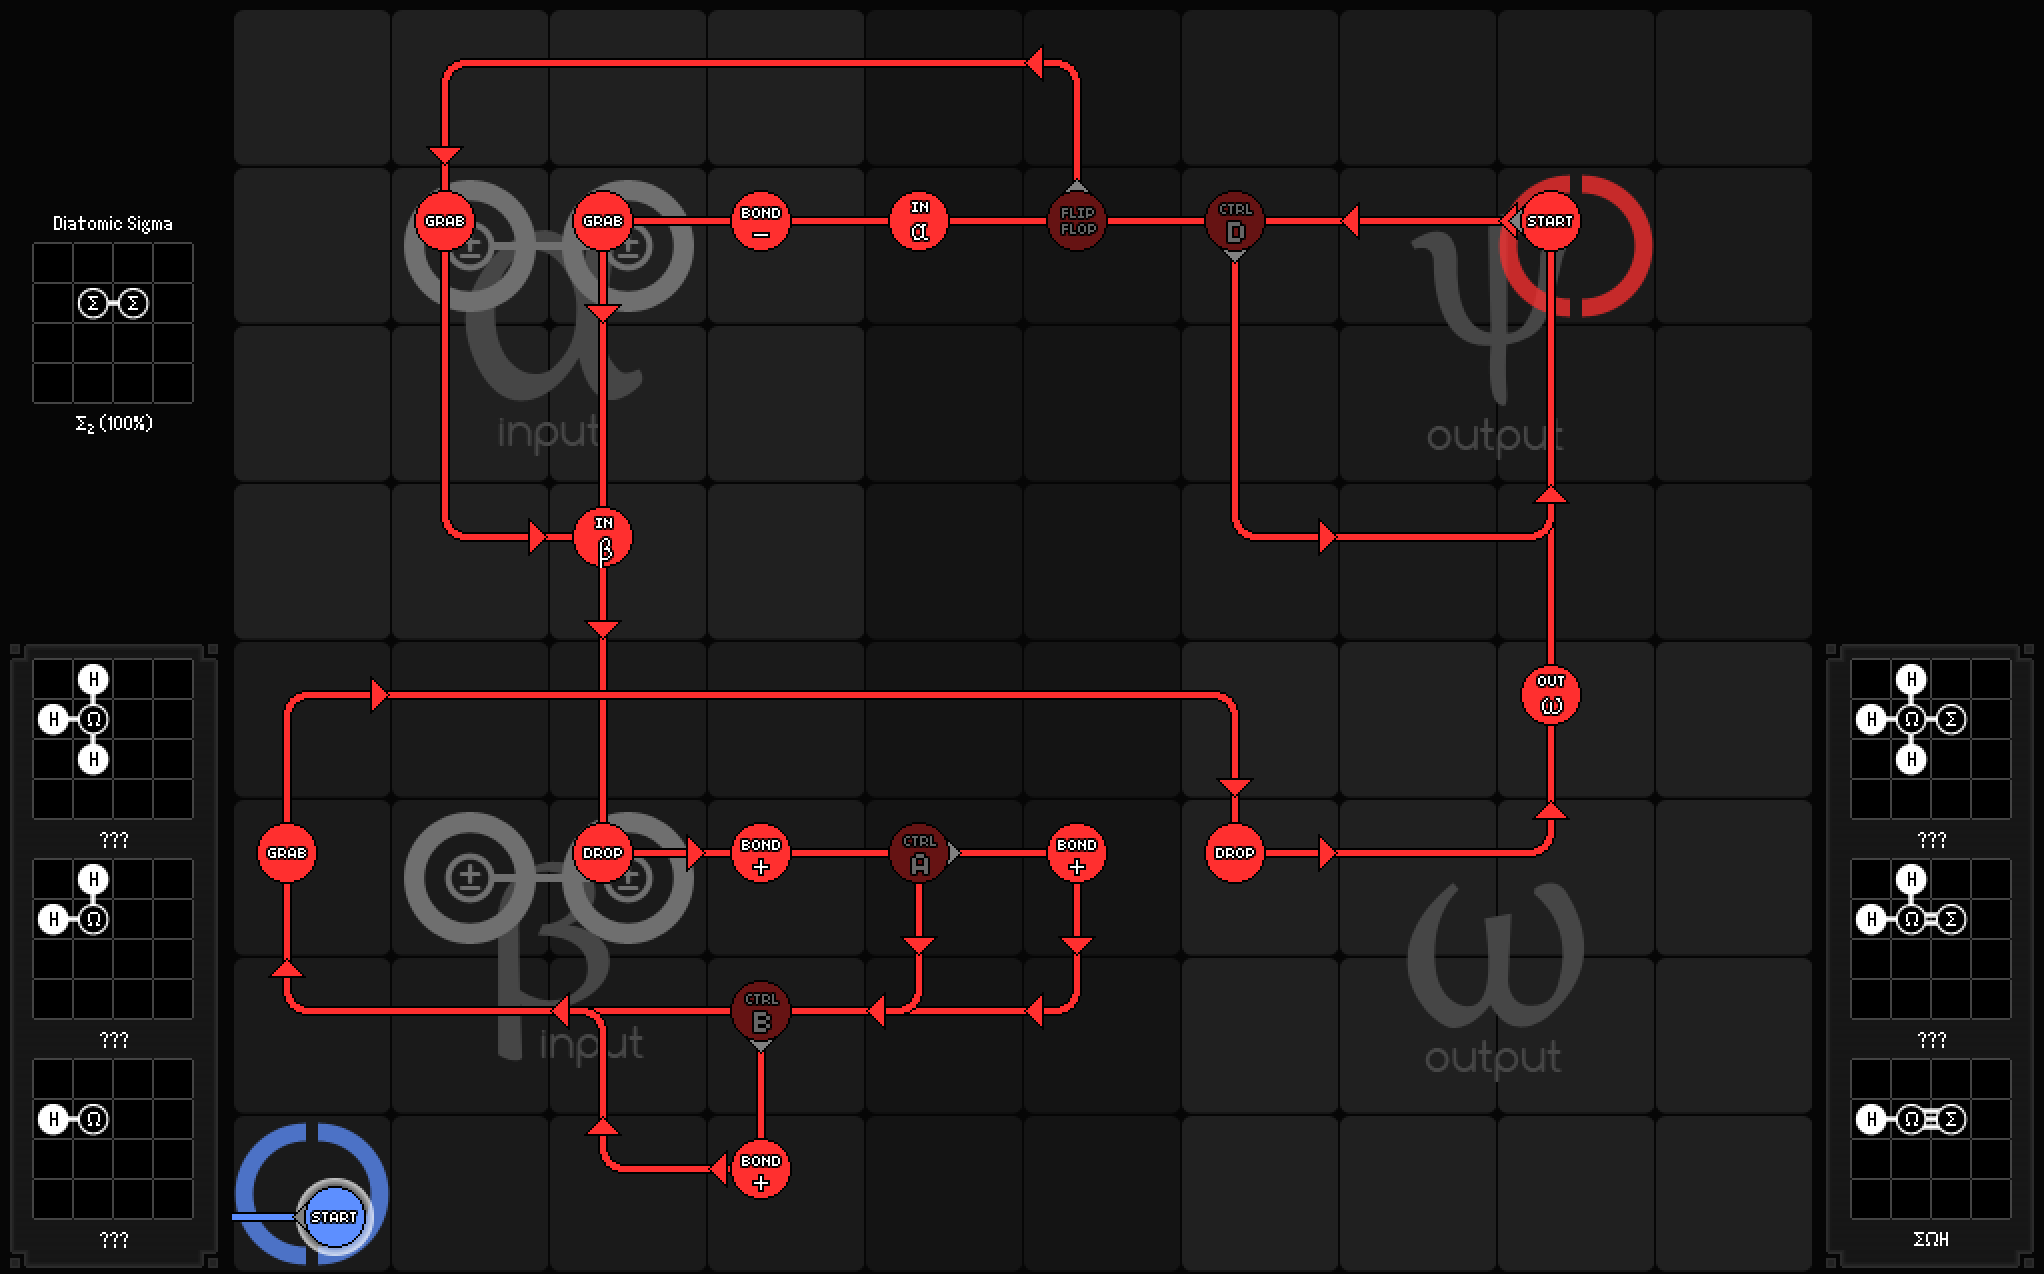 Diatomic Sigma
Σ Σ
Σ₂ (100%)
H
H Ω
H
???
H
H Ω
???
H Ω
???
GRAB
GRAB
BOND
–
IN
α
FLIP
FLOP
CTRL
D
START
α
input
ψ
output
IN
β
OUT
ω
GRAB
DROP
BOND
+
CTRL
A
BOND
+
DROP
β
input
CTRL
B
ω
output
BOND
+
START
H
H Ω Σ
H
???
H
H Ω Σ
???
H Ω Σ
ΣΩH